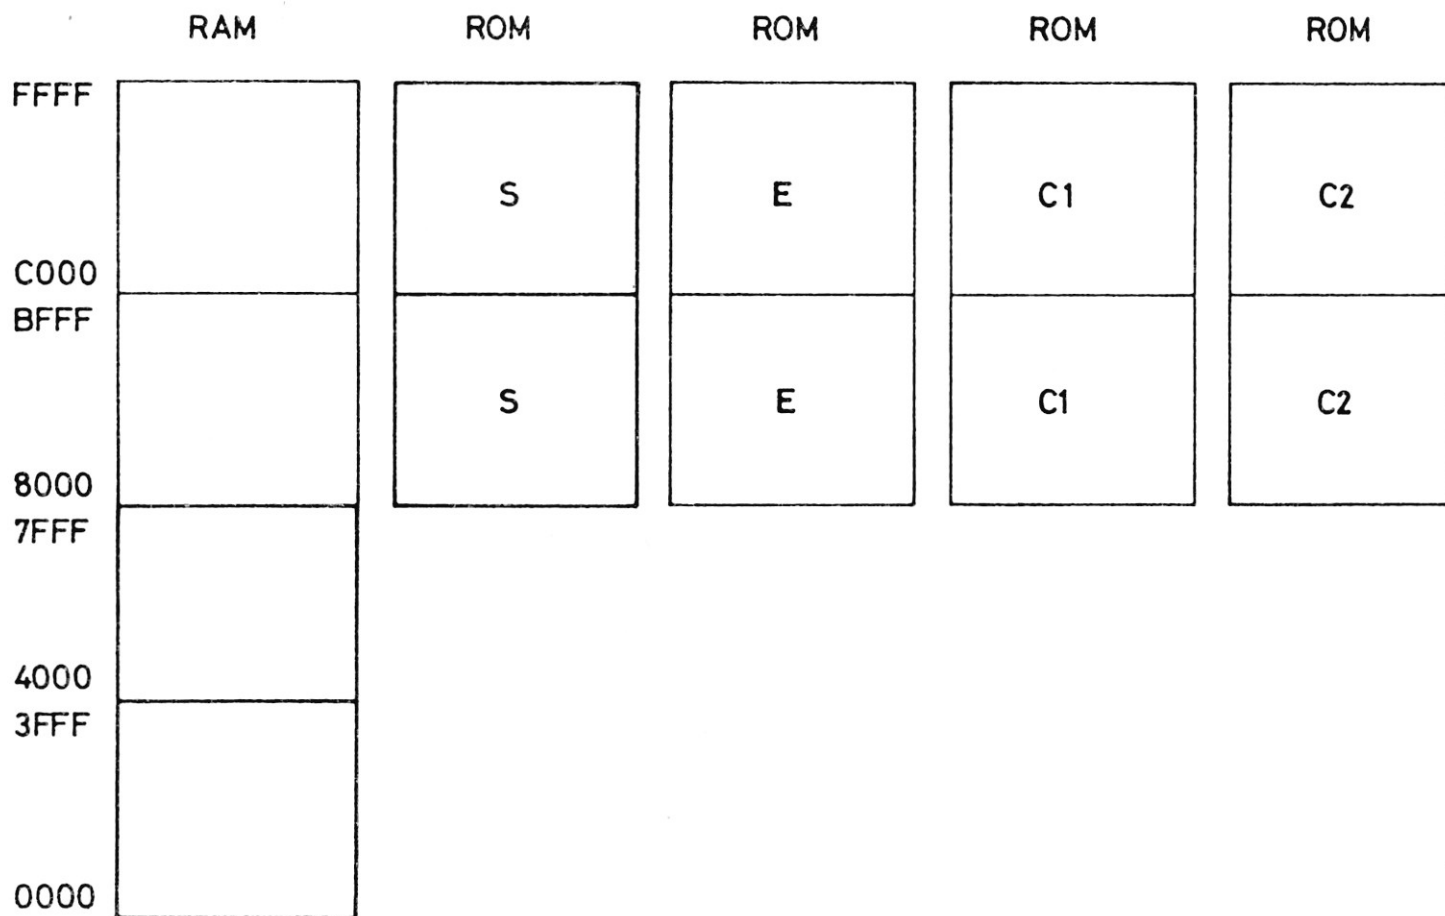 RAM ROM ROM ROM ROM
FFFF
S E C1 C2
C000
BFFF
S E C1 C2
8000
7FFF
4000
3FFF
0000